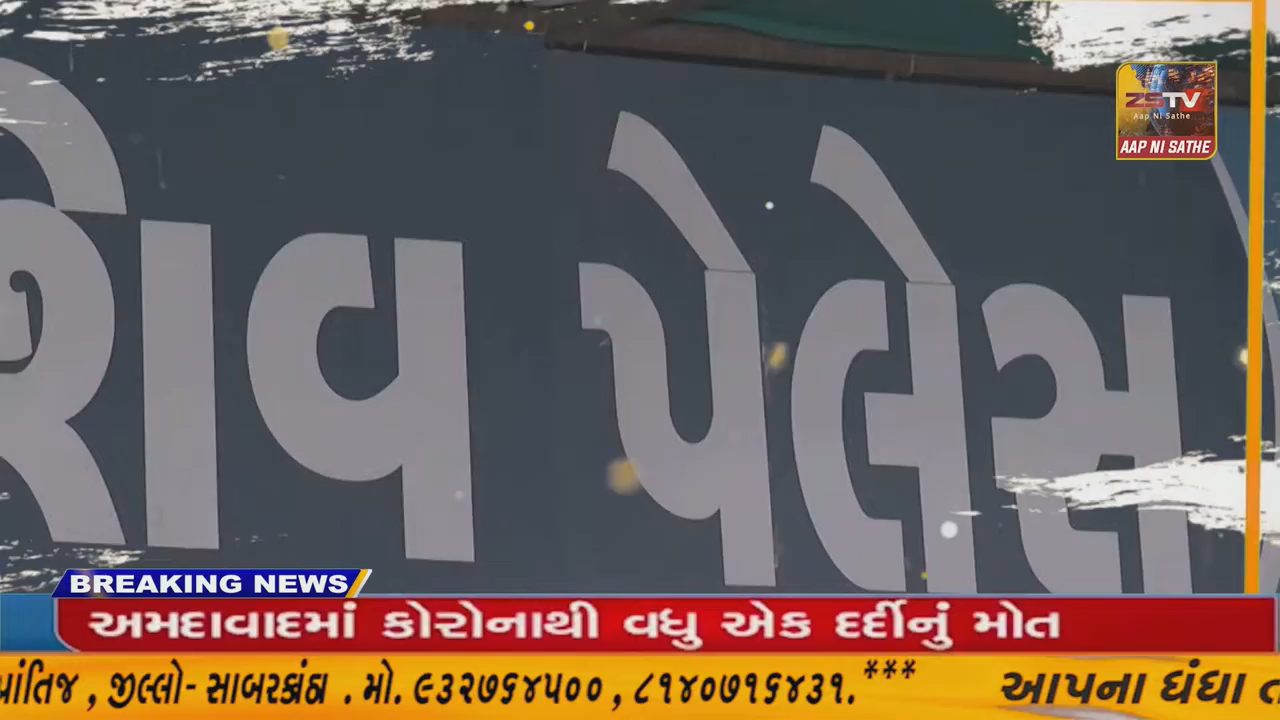 શિવ પેલેસ
ZSTV
Aap Ni Sathe
AAP NI SATHE
BREAKING NEWS
અમદાવાદમાં કોરોનાથી વધુ એક દર્દીનું મોત
પ્રાંતિજ , જીલ્લો- સાબરકાંઠા . મો. ૯૩૨૭૬૪૫૦૦ , ૮૧૪૦૭૧૬૪૩૧.*** આપના ધંધા